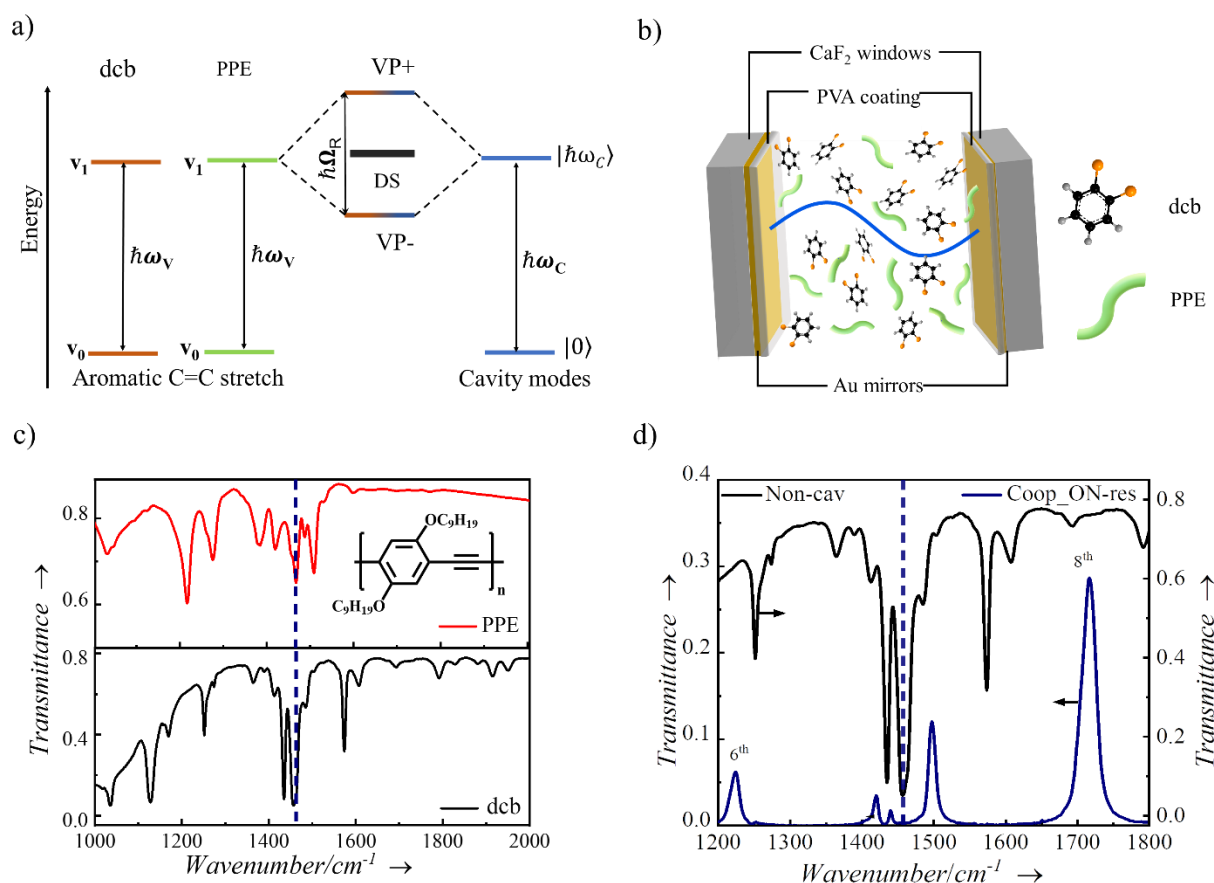 a)
dcb
PPE
VP+
Energy
v1
v1
ħΩR
DS
|ħωC⟩
VP-
ħωV
ħωV
ħωC
v0
v0
|0⟩
Aromatic C=C stretch
Cavity modes
b)
CaF2 windows
PVA coating
dcb
PPE
Au mirrors
c)
0.8
0.6
OC9H19
C9H19O
n
PPE
0.8
0.4
0.0
dcb
Transmittance →
1000 1200 1400 1600 1800 2000
Wavenumber/cm-1 →
d)
Non-cav
Coop_ON-res
0.4
0.3
0.2
0.1
0.0
0.8
0.6
0.4
0.2
0.0
6th
8th
Transmittance →
Transmittance →
1200 1300 1400 1500 1600 1700 1800
Wavenumber/cm-1 →